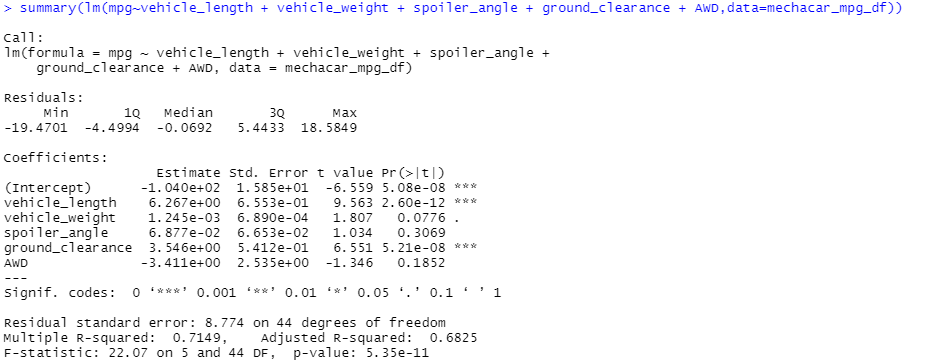 > summary(lm(mpg~vehicle_length + vehicle_weight + spoiler_angle + ground_clearance + AWD,data=mechacar_mpg_df))
Call:
lm(formula = mpg ~ vehicle_length + vehicle_weight + spoiler_angle +
    ground_clearance + AWD, data = mechacar_mpg_df)
Residuals:
     Min       1Q   Median       3Q      Max
-19.4701  -4.4994  -0.0692   5.4433  18.5849
Coefficients:
                   Estimate Std. Error t value Pr(>|t|)
(Intercept)      -1.040e+02  1.585e+01  -6.559 5.08e-08 ***
vehicle_length    6.267e+00  6.553e-01   9.563 2.60e-12 ***
vehicle_weight    1.245e-03  6.890e-04   1.807   0.0776 .
spoiler_angle     6.877e-02  6.653e-02   1.034   0.3069
ground_clearance  3.546e+00  5.412e-01   6.551 5.21e-08 ***
AWD              -3.411e+00  2.535e+00  -1.346   0.1852
---
Signif. codes:  0 ‘***’ 0.001 ‘**’ 0.01 ‘*’ 0.05 ‘.’ 0.1 ‘ ’ 1
Residual standard error: 8.774 on 44 degrees of freedom
Multiple R-squared:  0.7149,	Adjusted R-squared:  0.6825
F-statistic: 22.07 on 5 and 44 DF,  p-value: 5.35e-11